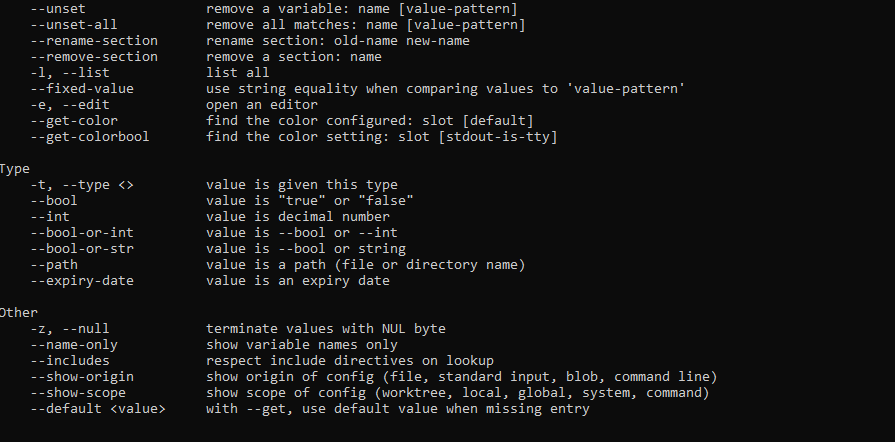 --unset               remove a variable: name [value-pattern]
--unset-all           remove all matches: name [value-pattern]
--rename-section      rename section: old-name new-name
--remove-section      remove a section: name
-l, --list            list all
--fixed-value         use string equality when comparing values to 'value-pattern'
-e, --edit            open an editor
--get-color           find the color configured: slot [default]
--get-colorbool       find the color setting: slot [stdout-is-tty]
Type
-t, --type <>         value is given this type
--bool                value is "true" or "false"
--int                 value is decimal number
--bool-or-int         value is --bool or --int
--bool-or-str         value is --bool or string
--path                value is a path (file or directory name)
--expiry-date         value is an expiry date
Other
-z, --null            terminate values with NUL byte
--name-only           show variable names only
--includes            respect include directives on lookup
--show-origin         show origin of config (file, standard input, blob, command line)
--show-scope          show scope of config (worktree, local, global, system, command)
--default <value>     with --get, use default value when missing entry